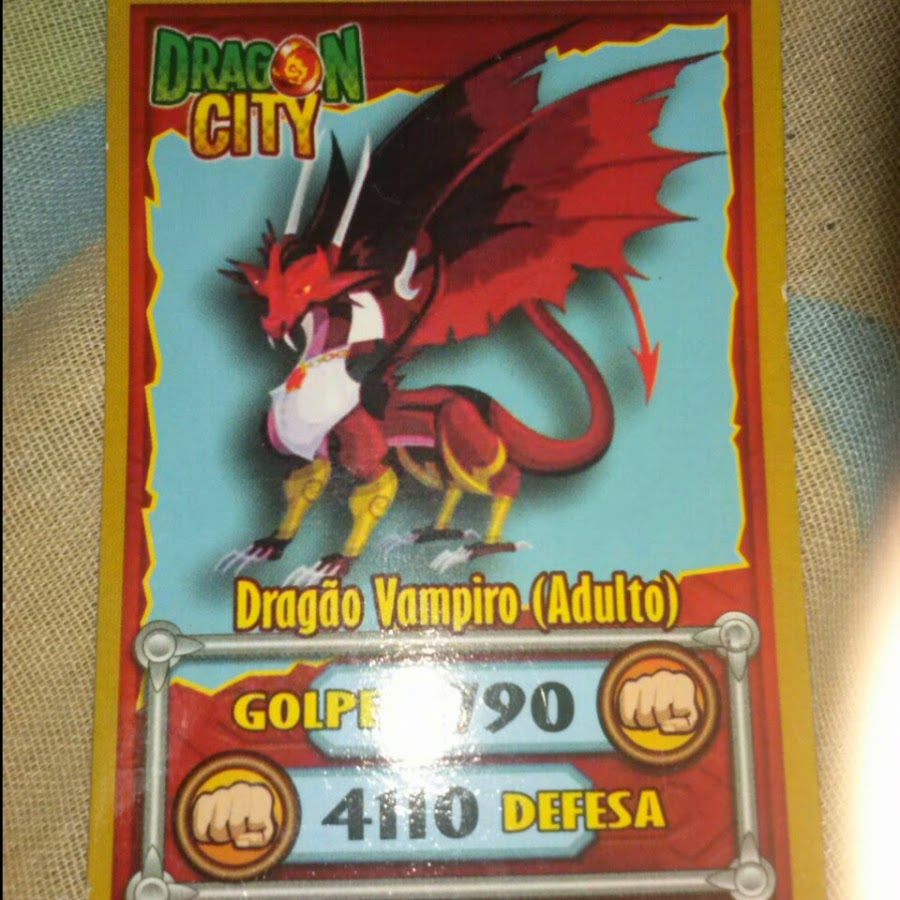 DRAGON
CITY
Dragão Vampiro (Adulto)
GOLPE
4110 DEFESA